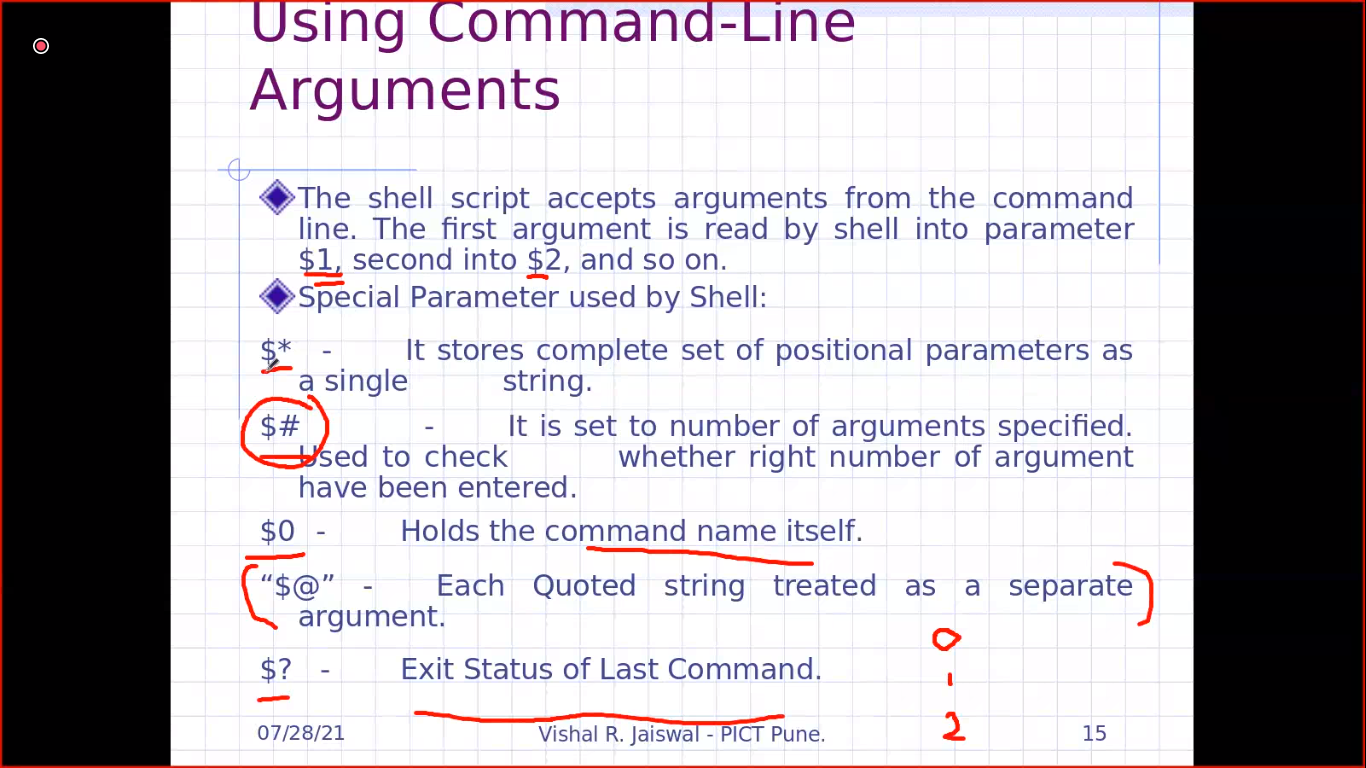 Using Command-Line
Arguments
The shell script accepts arguments from the command
line. The first argument is read by shell into parameter
$1, second into $2, and so on.
Special Parameter used by Shell:
$* - It stores complete set of positional parameters as
a single string.
$# - It is set to number of arguments specified.
Used to check whether right number of argument
have been entered.
$0 - Holds the command name itself.
“$@” - Each Quoted string treated as a separate
argument.
0
$? - Exit Status of Last Command.
1
2
07/28/21 Vishal R. Jaiswal - PICT Pune. 15